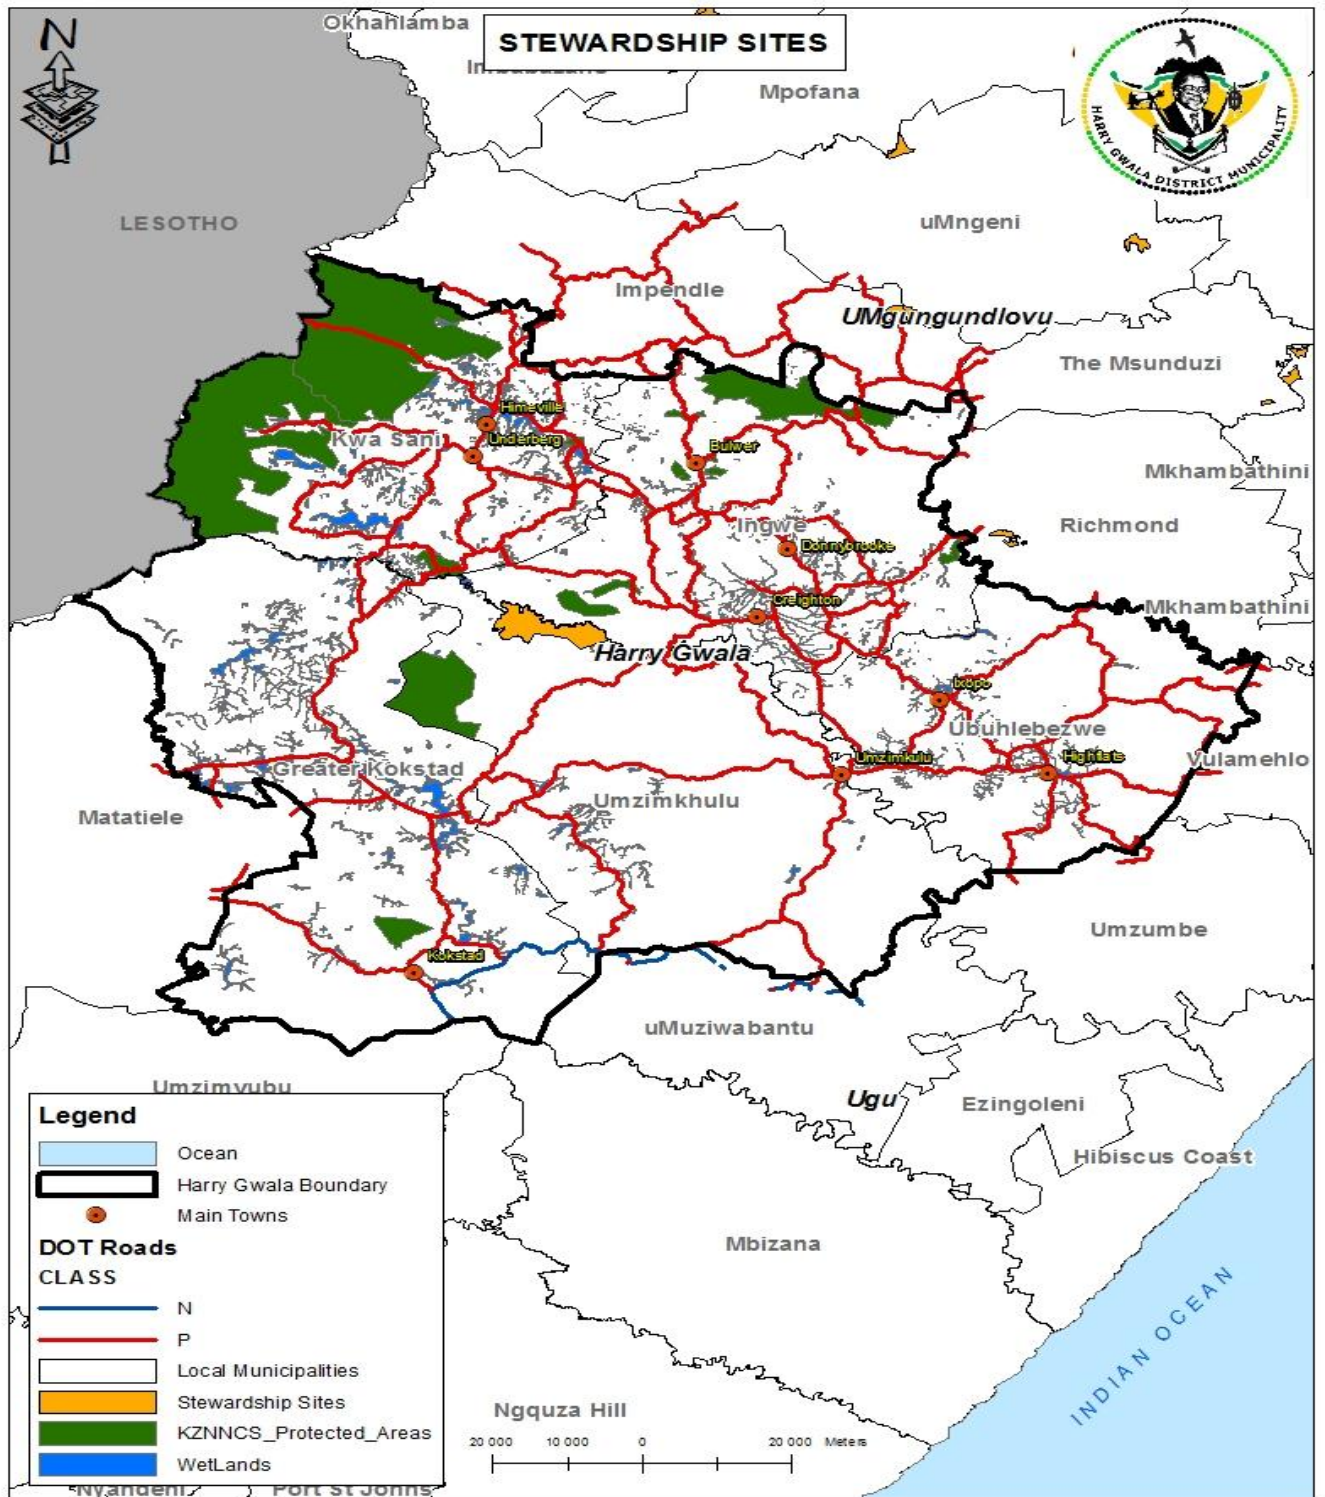 Okhahlamba
STEWARDSHIP SITES
N
Mpofana
HARRY GWALA DISTRICT MUNICIPALITY
LESOTHO
uMngeni
Impendle
UMgungundlovu
The Msunduzi
Himeville
Kwa Sani
Underberg
Bulwer
Mkhambathini
Ingwe
Richmond
Donnybrooke
Creighton
Mkhambathini
Harry Gwala
Ixopo
Ubuhlebezwe
Umzimkulu
Highflats
Vulamehlo
Greater Kokstad
Umzimkhulu
Matatiele
Umzumbe
Kokstad
uMuziwabantu
Umzimvubu
Ugu
Ezingoleni
Hibiscus Coast
Mbizana
INDIAN OCEAN
Ngquza Hill
Legend
Ocean
Harry Gwala Boundary
Main Towns
DOT Roads
CLASS
N
P
Local Municipalities
Stewardship Sites
KZNNCS_Protected_Areas
WetLands
20 000 10 000 0 20 000 Meters
Nyandeni
Port St Johns